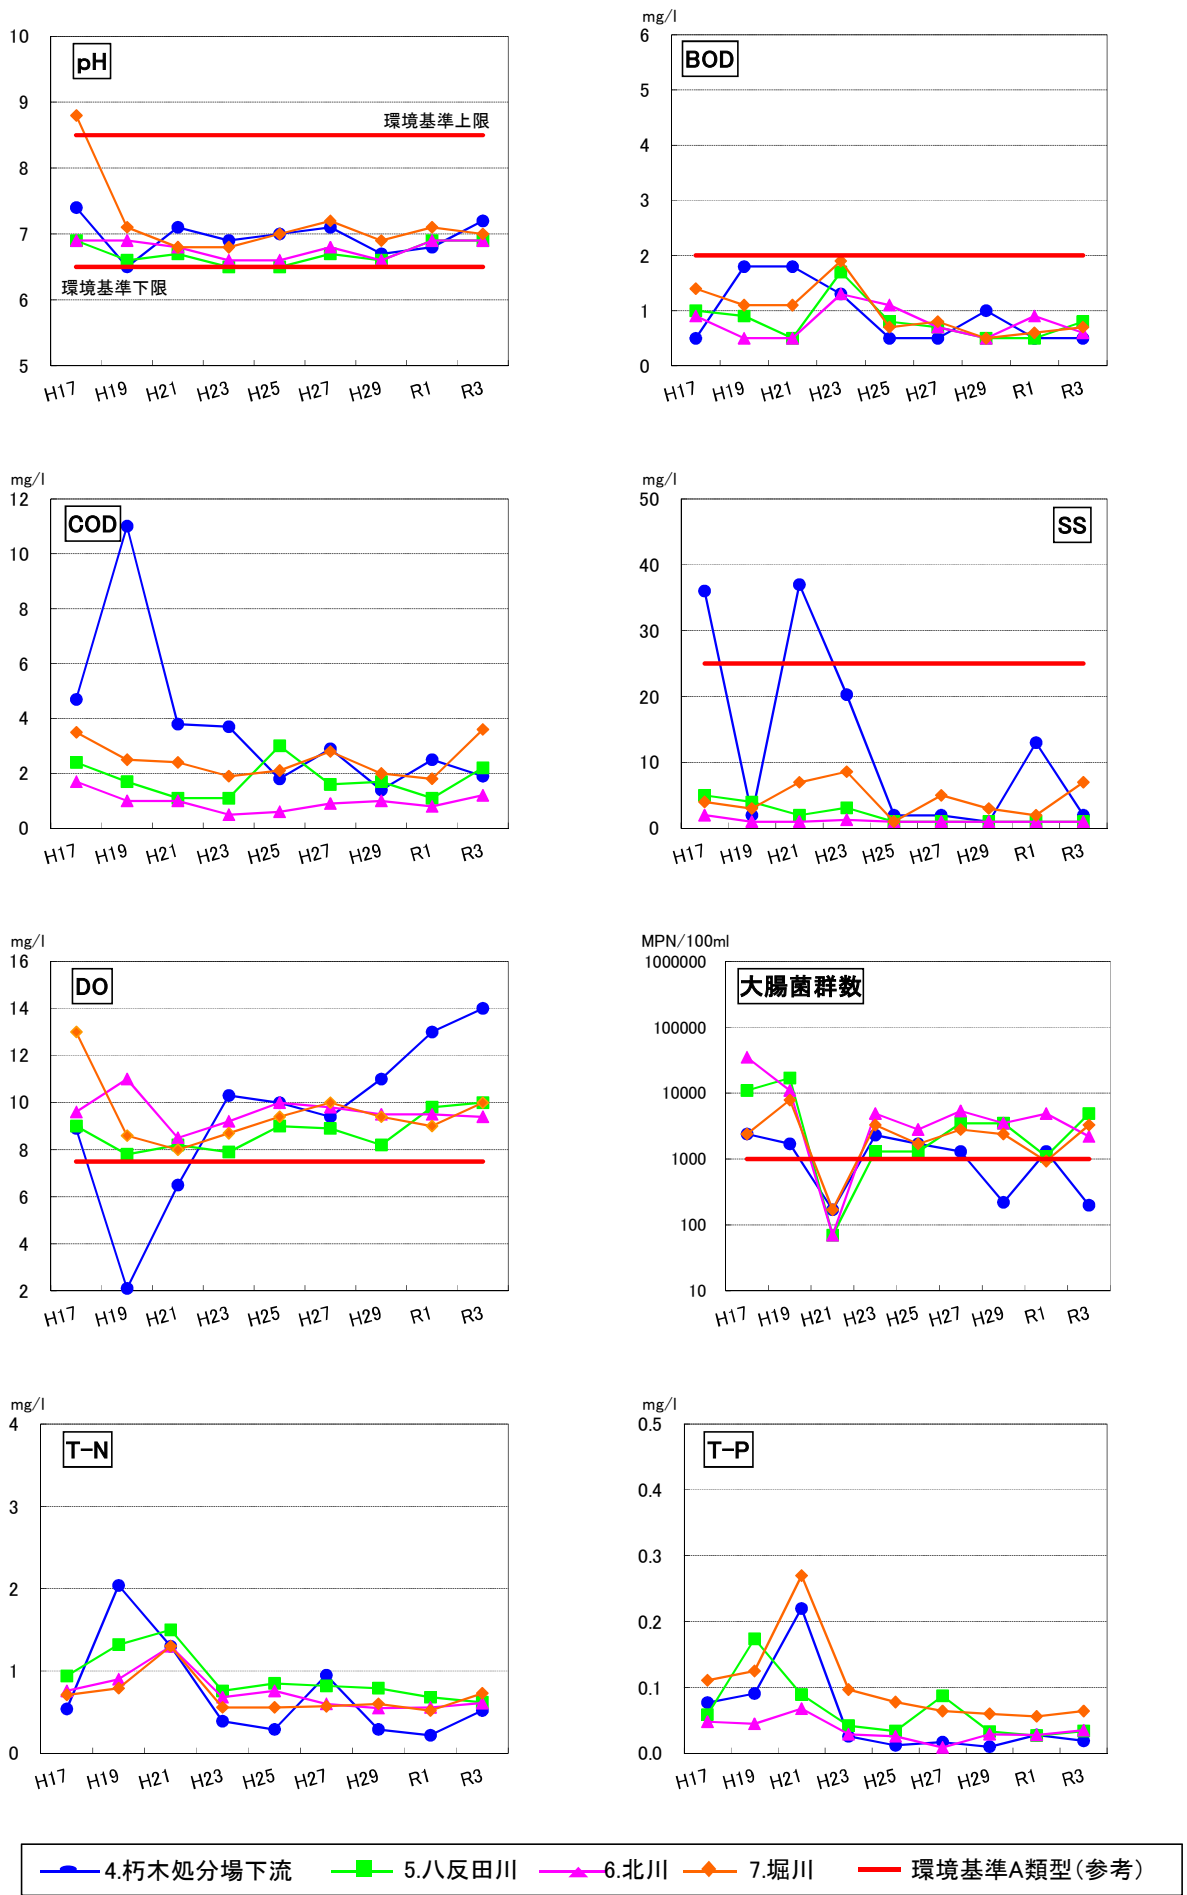 pH
10
9
8
7
6
5
環境基準上限
環境基準下限
H17 H19 H21 H23 H25 H27 H29 R1 R3
mg/l
BOD
6
5
4
3
2
1
0
H17 H19 H21 H23 H25 H27 H29 R1 R3
mg/l
COD
12
10
8
6
4
2
0
H17 H19 H21 H23 H25 H27 H29 R1 R3
mg/l
SS
50
40
30
20
10
0
H17 H19 H21 H23 H25 H27 H29 R1 R3
mg/l
DO
16
14
12
10
8
6
4
2
H17 H19 H21 H23 H25 H27 H29 R1 R3
MPN/100ml
大腸菌群数
1000000
100000
10000
1000
100
10
H17 H19 H21 H23 H25 H27 H29 R1 R3
mg/l
T-N
4
3
2
1
0
H17 H19 H21 H23 H25 H27 H29 R1 R3
mg/l
T-P
0.5
0.4
0.3
0.2
0.1
0.0
H17 H19 H21 H23 H25 H27 H29 R1 R3
4.朽木処分場下流 5.八反田川 6.北川 7.堀川 環境基準A類型(参考)